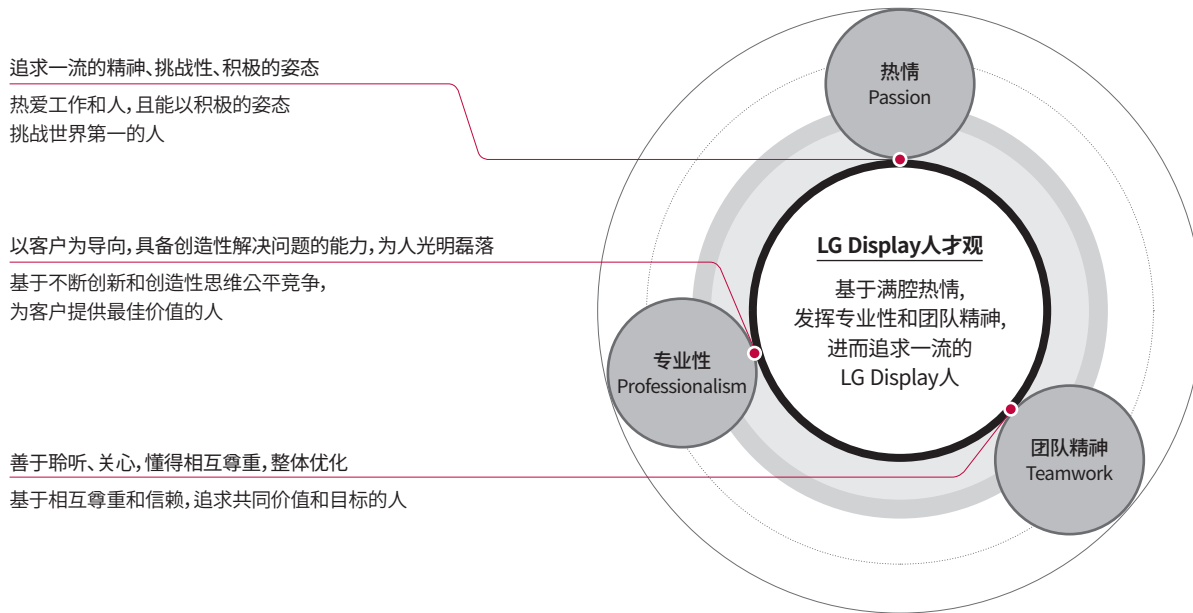 追求一流的精神、挑战性、积极的姿态
热爱工作和人，且能以积极的姿态
挑战世界第一的人
以客户为导向，具备创造性解决问题的能力，为人光明磊落
基于不断创新和创造性思维公平竞争，
为客户提供最佳价值的人
善于聆听、关心，懂得相互尊重，整体优化
基于相互尊重和信赖，追求共同价值和目标的人
热情
Passion
LG Display人才观
基于满腔热情，
发挥专业性和团队精神，
进而追求一流的
LG Display人
专业性
Professionalism
团队精神
Teamwork